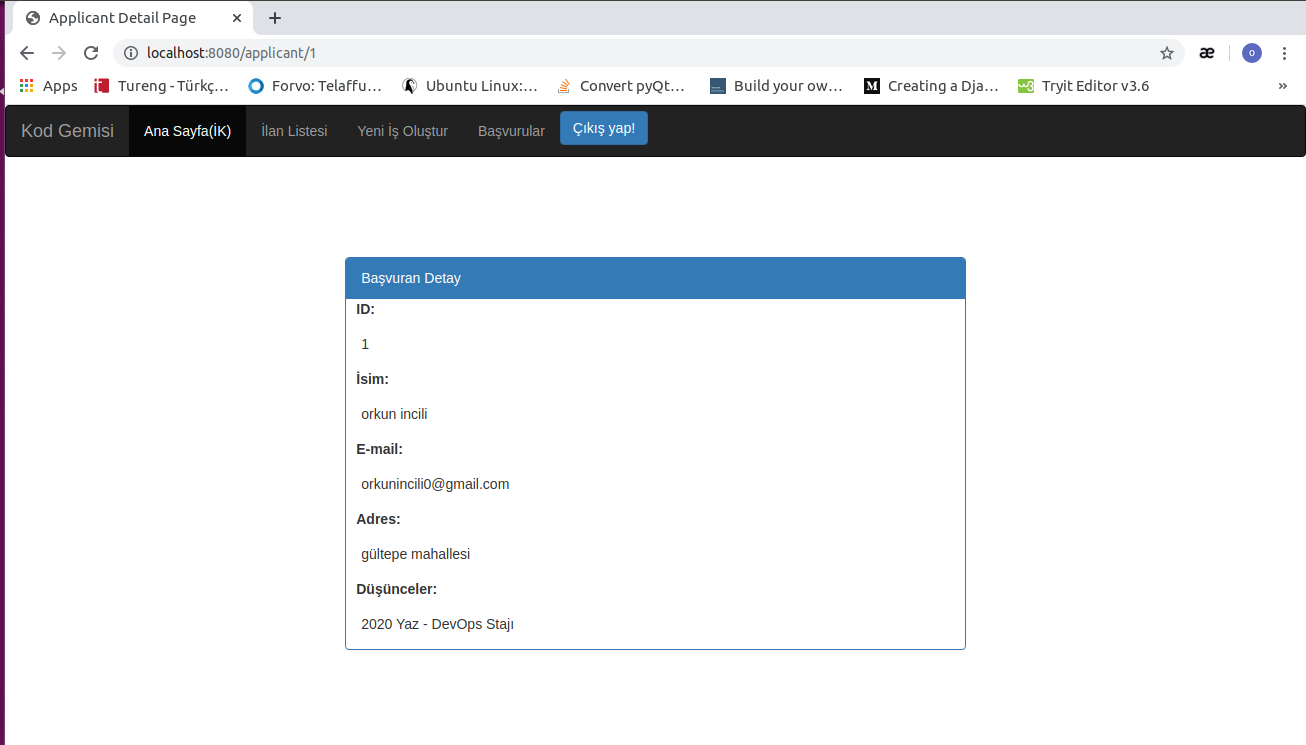 Applicant Detail Page
localhost:8080/applicant/1
Apps Tureng - Türkç... Forvo: Telaffu... Ubuntu Linux:... Convert pyQt... Build your ow... Creating a Dja... Tryit Editor v3.6 »
Kod Gemisi Ana Sayfa(İK) İlan Listesi Yeni İş Oluştur Başvurular Çıkış yap!
Başvuran Detay
ID:
1
İsim:
orkun incili
E-mail:
orkunincili0@gmail.com
Adres:
gültepe mahallesi
Düşünceler:
2020 Yaz - DevOps Stajı